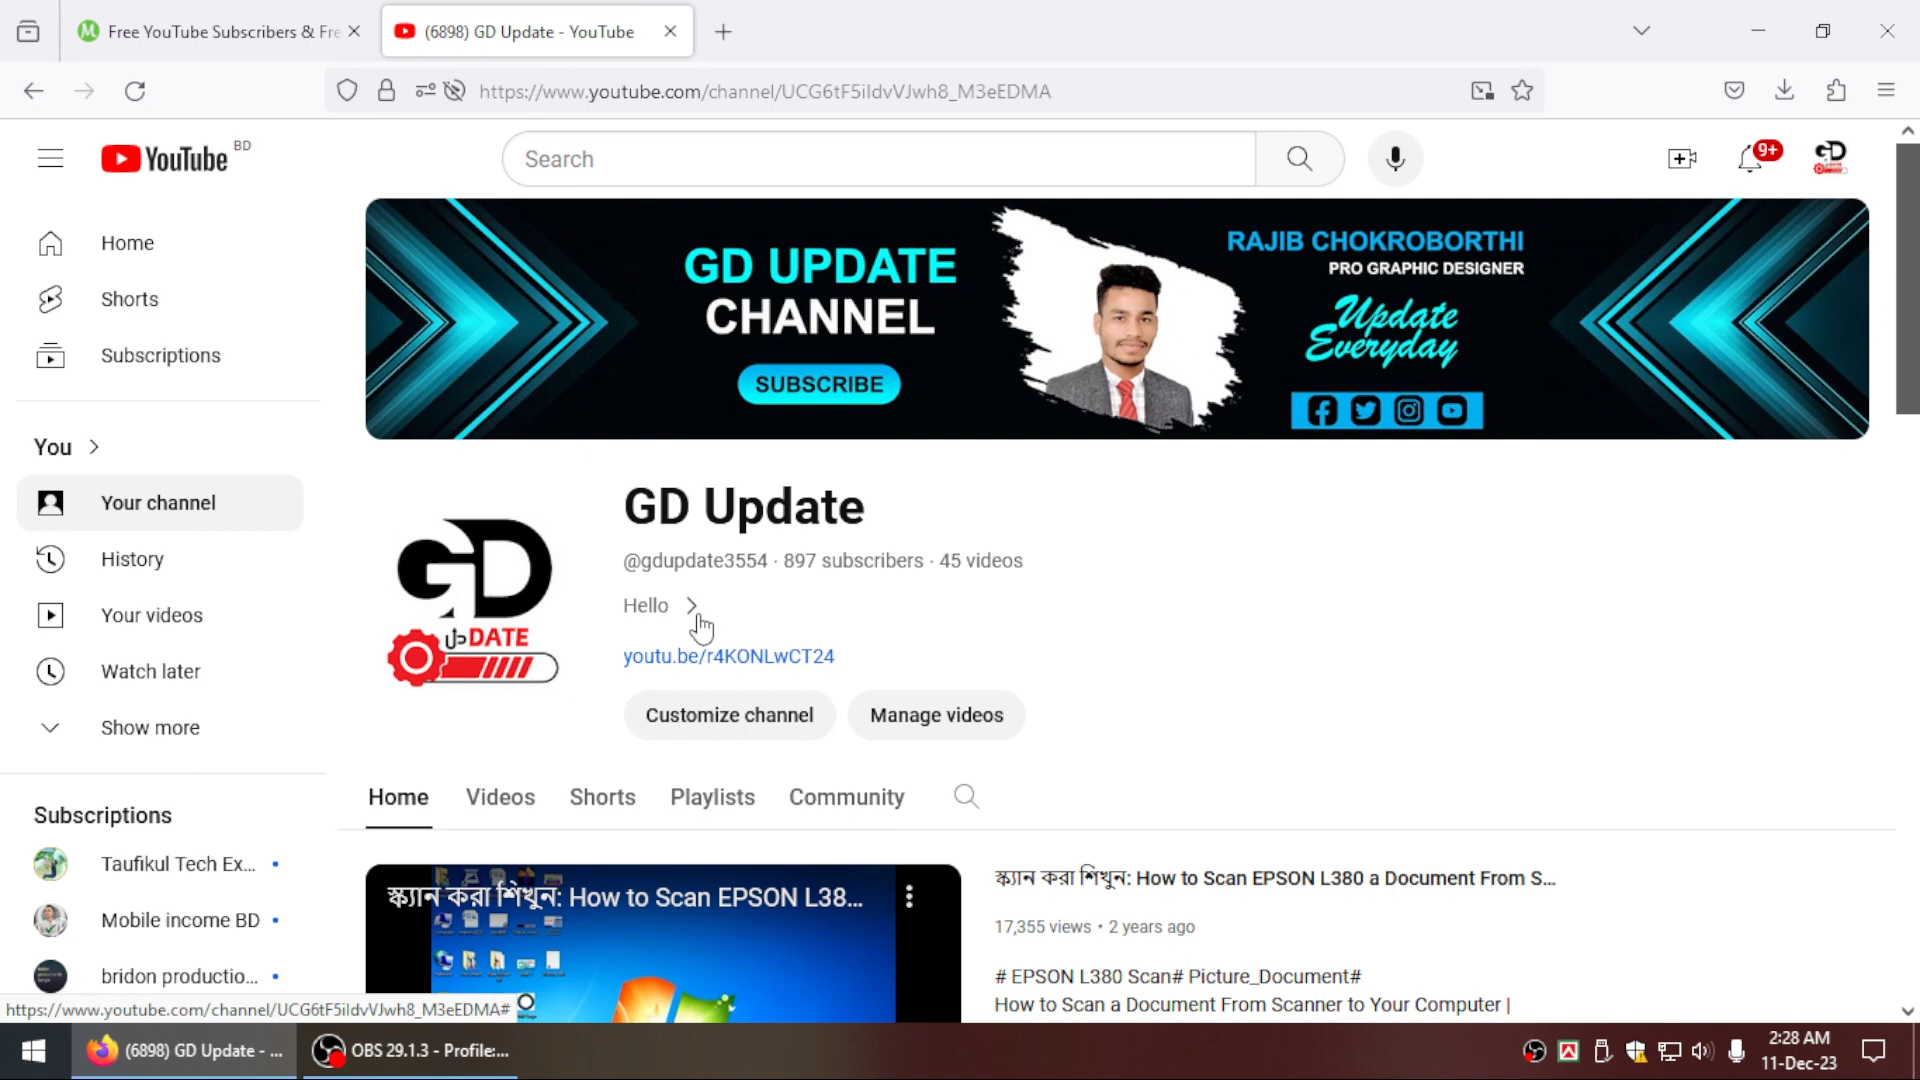 Free YouTube Subscribers & Fre
(6898) GD Update - YouTube
https://www.youtube.com/channel/UCG6tF5iIdvVJwh8_M3eEDMA
YouTube BD
Search
9+
GD
Home
Shorts
Subscriptions
You
Your channel
History
Your videos
Watch later
Show more
Subscriptions
Taufikul Tech Ex...
Mobile income BD
bridon productio...
GD UPDATE
CHANNEL
SUBSCRIBE
RAJIB CHOKROBORTHI
PRO GRAPHIC DESIGNER
Update
Everyday
GD
UPDATE
GD Update
@gdupdate3554 · 897 subscribers · 45 videos
Hello
youtu.be/r4KONLwCT24
Customize channel
Manage videos
Home
Videos
Shorts
Playlists
Community
স্ক্যান করা শিখুন: How to Scan EPSON L38...
স্ক্যান করা শিখুন: How to Scan EPSON L380 a Document From S...
17,355 views • 2 years ago
# EPSON L380 Scan# Picture_Document#
How to Scan a Document From Scanner to Your Computer |
https://www.youtube.com/channel/UCG6tF5iIdvVJwh8_M3eEDMA#
(6898) GD Update - ...
OBS 29.1.3 - Profile:...
2:28 AM
11-Dec-23